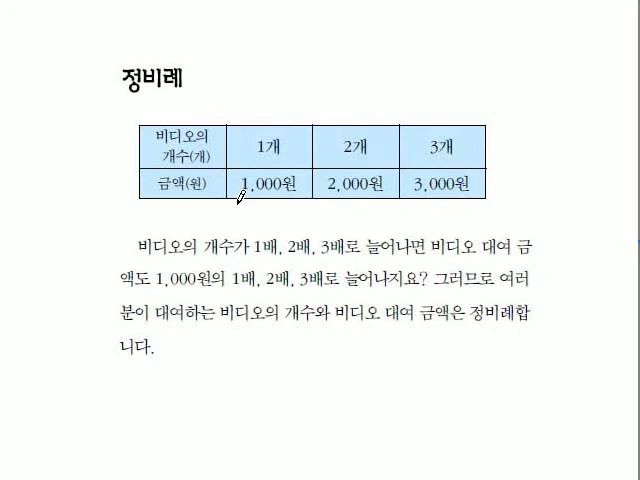 정비례
비디오의
개수(개)
1개 2개 3개
금액(원) 1,000원 2,000원 3,000원
비디오의 개수가 1배, 2배, 3배로 늘어나면 비디오 대여 금
액도 1,000원의 1배, 2배, 3배로 늘어나지요? 그러므로 여러
분이 대여하는 비디오의 개수와 비디오 대여 금액은 정비례합
니다.